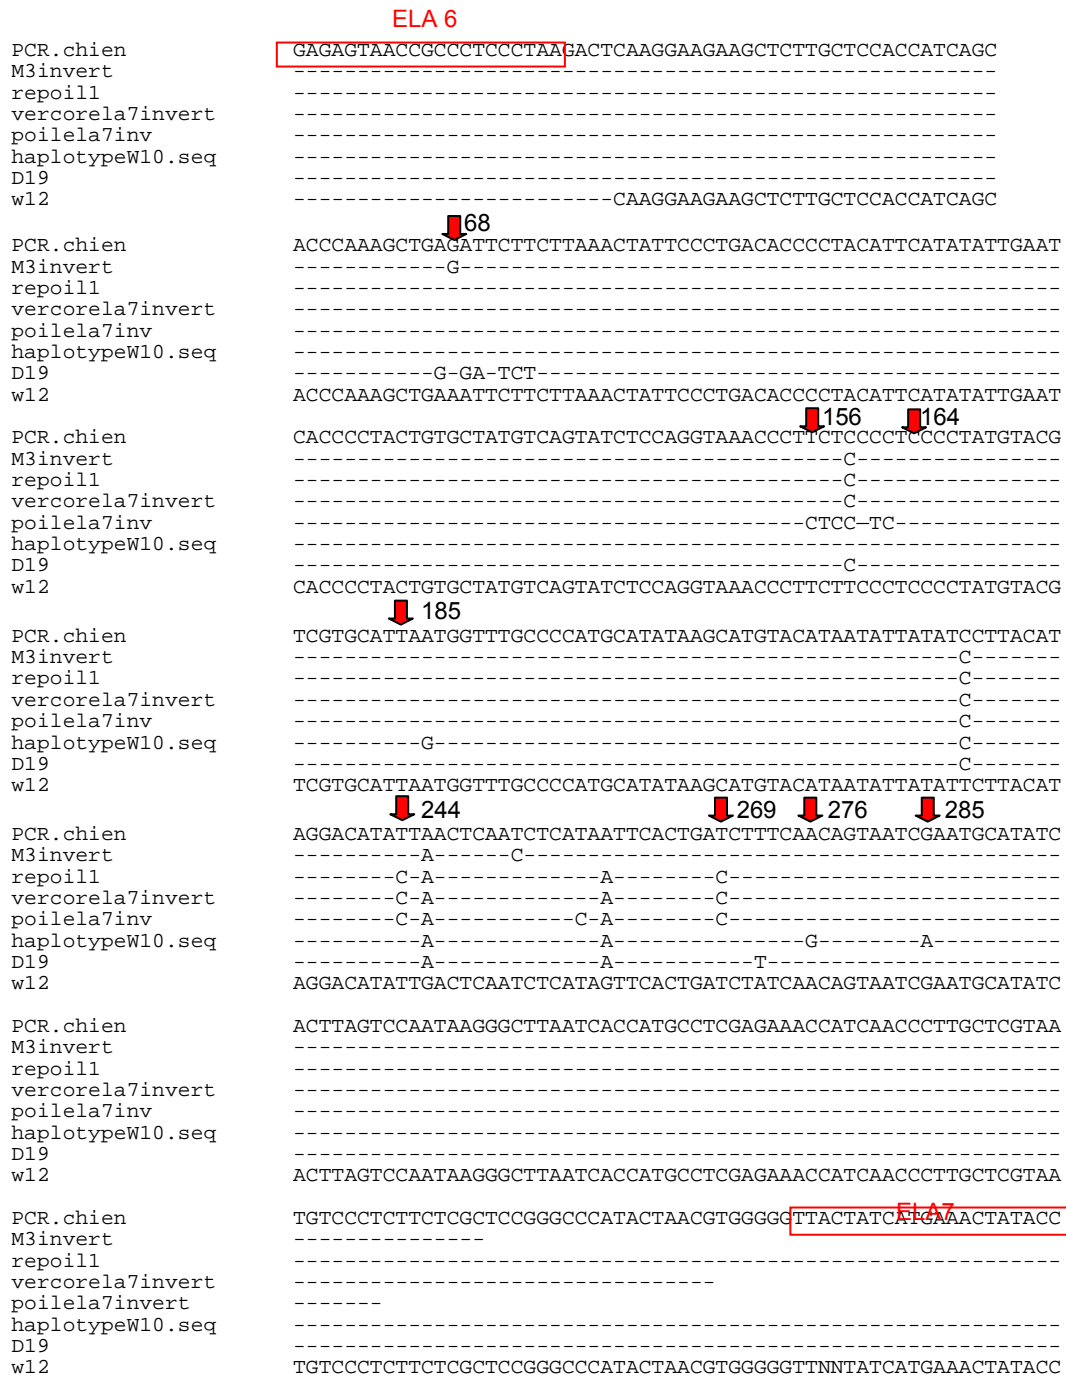 ELA 6
PCR.chien GAGAGTAACCGCCCTCCCTAAGACTCAAGGAAGAAGCTCTTGCTCCACCATCAGC
M3invert -------------------------------------------------------
repoil1 -------------------------------------------------------
vercorela7invert -------------------------------------------------------
poilela7inv -------------------------------------------------------
haplotypeW10.seq -------------------------------------------------------
D19 -------------------------------------------------------
w12 -------------------------CAAGGAAGAAGCTCTTGCTCCACCATCAGC
68
PCR.chien ACCCAAAGCTGAGATTCTTCTTAAACTATTCCCTGACACCCCTACATTCATATATTGAAT
M3invert ------------G-----------------------------------------------
repoil1 ------------------------------------------------------------
vercorela7invert ------------------------------------------------------------
poilela7inv ------------------------------------------------------------
haplotypeW10.seq ------------------------------------------------------------
D19 -----------G-GA-TCT-----------------------------------------
w12 ACCCAAAGCTGAAATTCTTCTTAAACTATTCCCTGACACCCCTACATTCATATATTGAAT
156 164
PCR.chien CACCCCTACTGTGCTATGTCAGTATCTCCAGGTAAACCCTTCTCCCCTCCCCTATGTACG
M3invert -------------------------------------------C----------------
repoil1 -------------------------------------------C----------------
vercorela7invert -------------------------------------------C----------------
poilela7inv ----------------------------------------CTCC–TC-------------
haplotypeW10.seq ------------------------------------------------------------
D19 -------------------------------------------C----------------
w12 CACCCCTACTGTGCTATGTCAGTATCTCCAGGTAAACCCTTCTTCCCTCCCCTATGTACG
185
PCR.chien TCGTGCATTAATGGTTTGCCCCATGCATATAAGCATGTACATAATATTATATCCTTACAT
M3invert ----------------------------------------------------C-------
repoil1 ----------------------------------------------------C-------
vercorela7invert ----------------------------------------------------C-------
poilela7inv ----------------------------------------------------C-------
haplotypeW10.seq ----------G-----------------------------------------C-------
D19 ----------------------------------------------------C-------
w12 TCGTGCATTAATGGTTTGCCCCATGCATATAAGCATGTACATAATATTATATTCTTACAT
244 269 276 285
PCR.chien AGGACATATTAACTCAATCTCATAATTCACTGATCTTTCAACAGTAATCGAATGCATATC
M3invert ----------A------C------------------------------------------
repoil1 --------C-A-------------A--------C--------------------------
vercorela7invert --------C-A-------------A--------C--------------------------
poilela7inv --------C-A-----------C-A--------C--------------------------
haplotypeW10.seq ----------A-------------A---------------G--------A----------
D19 ----------A-------------A-----------T-----------------------
w12 AGGACATATTGACTCAATCTCATAGTTCACTGATCTATCAACAGTAATCGAATGCATATC
PCR.chien ACTTAGTCCAATAAGGGCTTAATCACCATGCCTCGAGAAACCATCAACCCTTGCTCGTAA
M3invert ------------------------------------------------------------
repoil1 ------------------------------------------------------------
vercorela7invert ------------------------------------------------------------
poilela7inv ------------------------------------------------------------
haplotypeW10.seq ------------------------------------------------------------
D19 ------------------------------------------------------------
w12 ACTTAGTCCAATAAGGGCTTAATCACCATGCCTCGAGAAACCATCAACCCTTGCTCGTAA
ELA7
PCR.chien TGTCCCTCTTCTCGCTCCGGGCCCATACTAACGTGGGGGTTACTATCATGAAACTATACC
M3invert ---------------
repoil1 ------------------------------------------------------------
vercorela7invert ---------------------------------
poilela7invert -------
haplotypeW10.seq ------------------------------------------------------------
D19 ------------------------------------------------------------
w12 TGTCCCTCTTCTCGCTCCGGGCCCATACTAACGTGGGGGTTNNTATCATGAAACTATACC